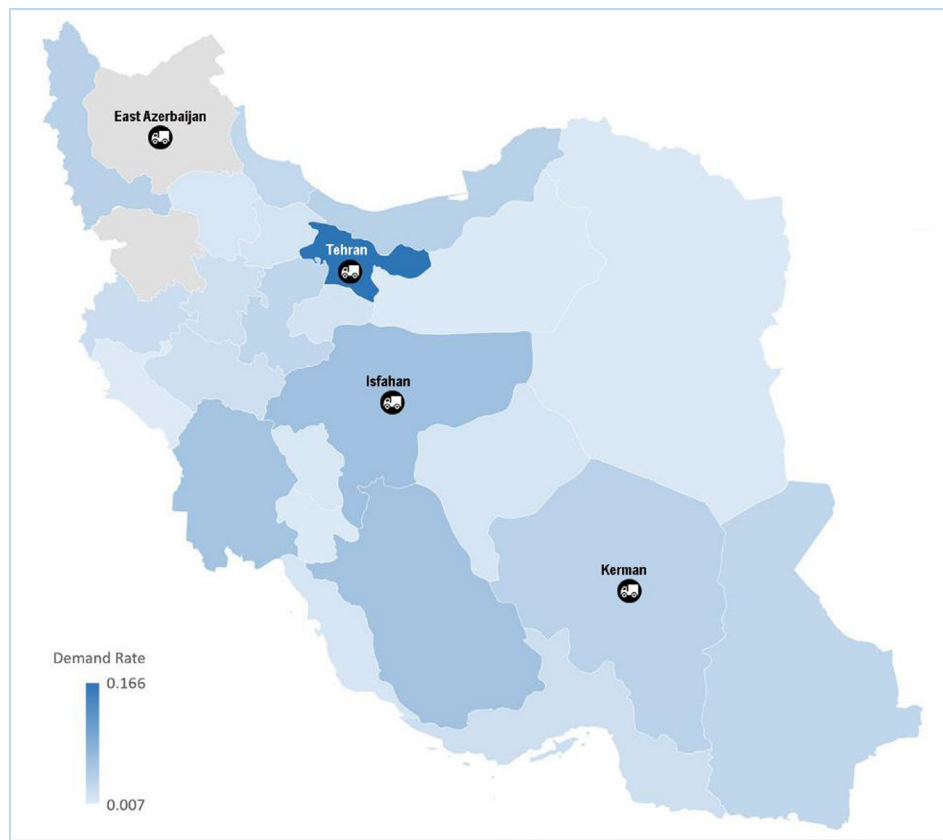 East Azerbaijan
Tehran
Isfahan
Kerman
Demand Rate
0.166
0.007